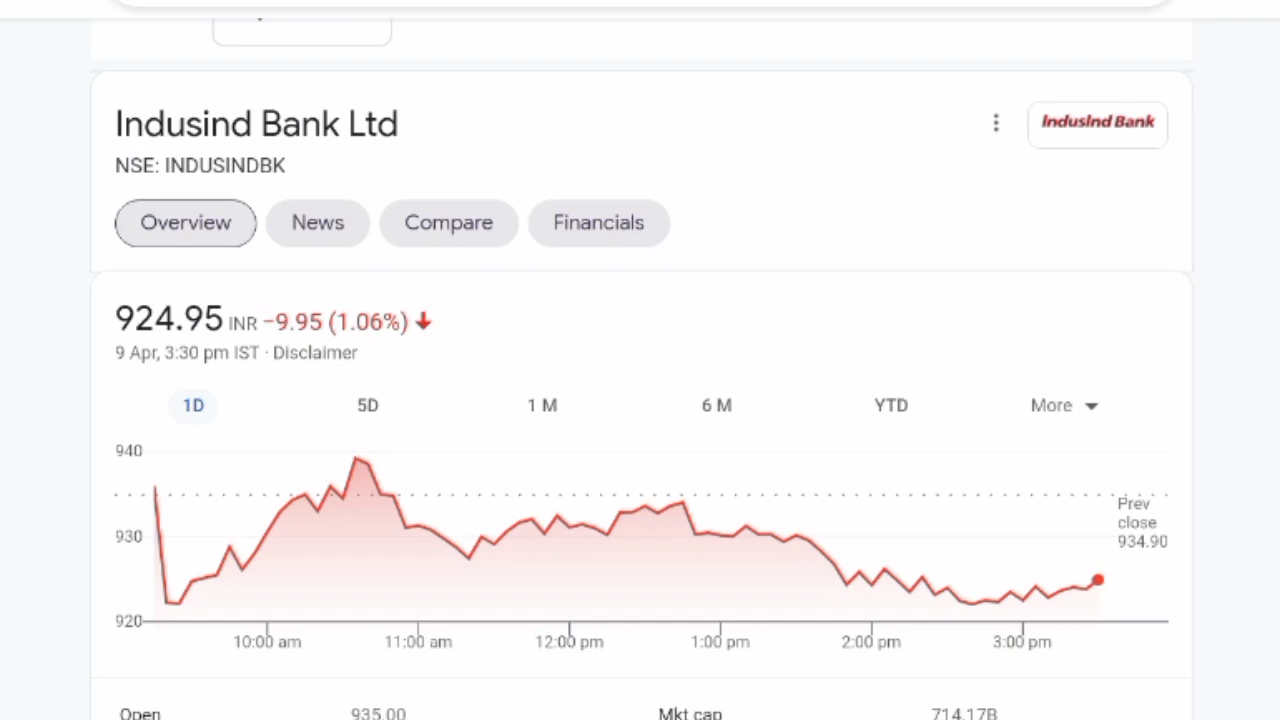 Indusind Bank Ltd
IndusInd Bank
NSE: INDUSINDBK
Overview News Compare Financials
924.95 INR −9.95 (1.06%)
9 Apr, 3:30 pm IST · Disclaimer
1D 5D 1 M 6 M YTD More
940
930
920
Prev
close
934.90
10:00 am 11:00 am 12:00 pm 1:00 pm 2:00 pm 3:00 pm
Open 935.00 Mkt cap 714.17B